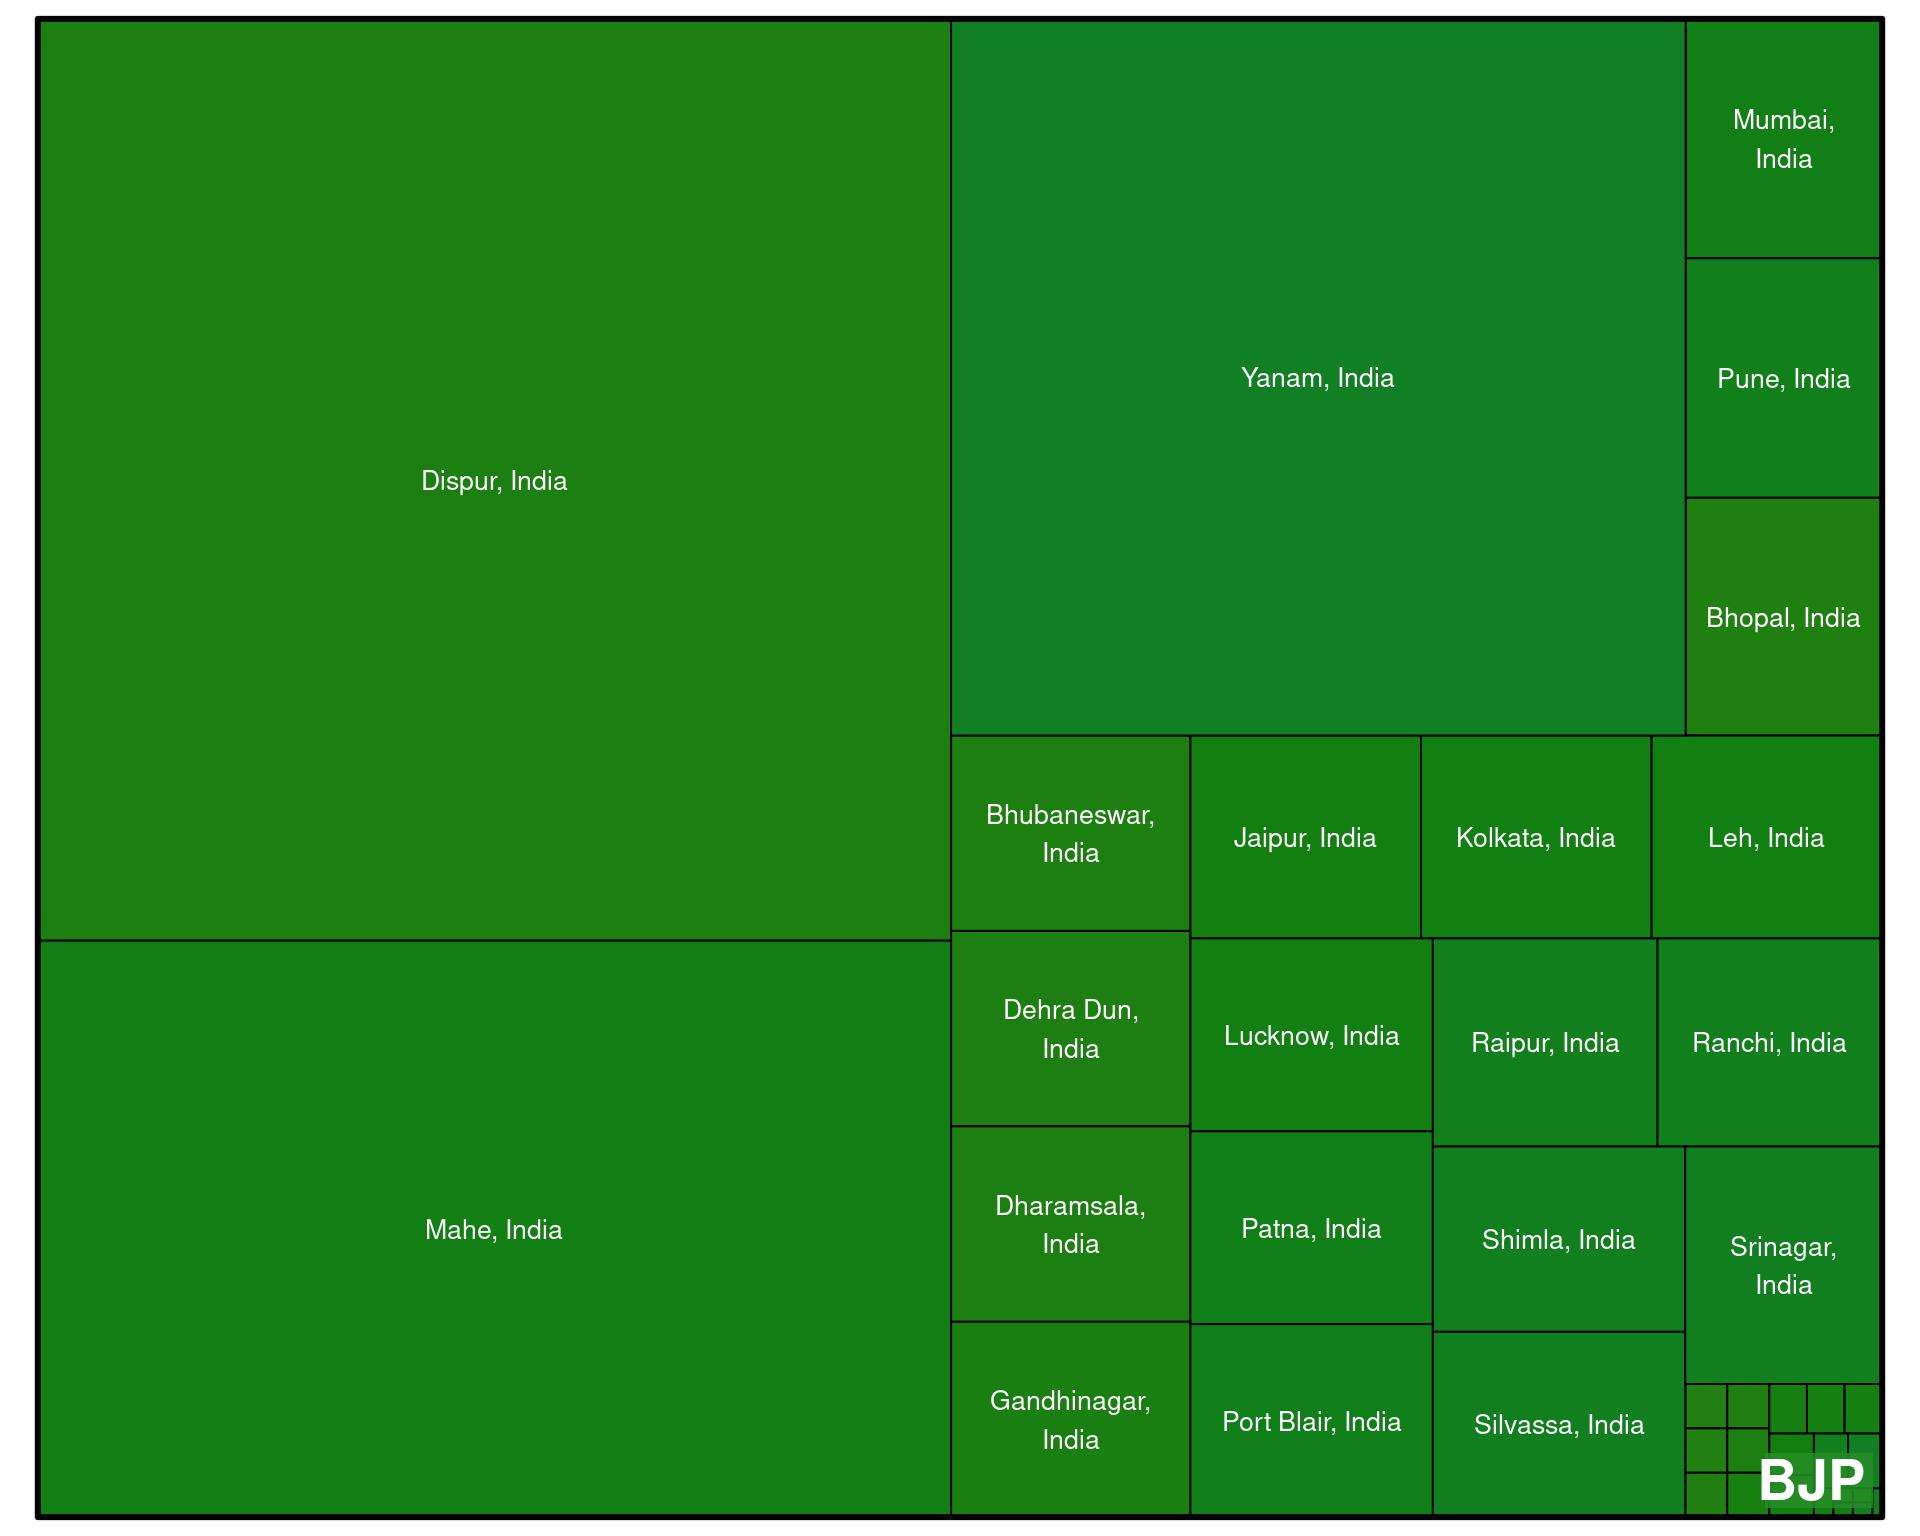 Dispur, India
Mahe, India
Yanam, India
Mumbai,
India
Pune, India
Bhopal, India
Bhubaneswar,
India
Jaipur, India
Kolkata, India
Leh, India
Dehra Dun,
India
Lucknow, India
Raipur, India
Ranchi, India
Dharamsala,
India
Patna, India
Shimla, India
Srinagar,
India
Gandhinagar,
India
Port Blair, India
Silvassa, India
BJP